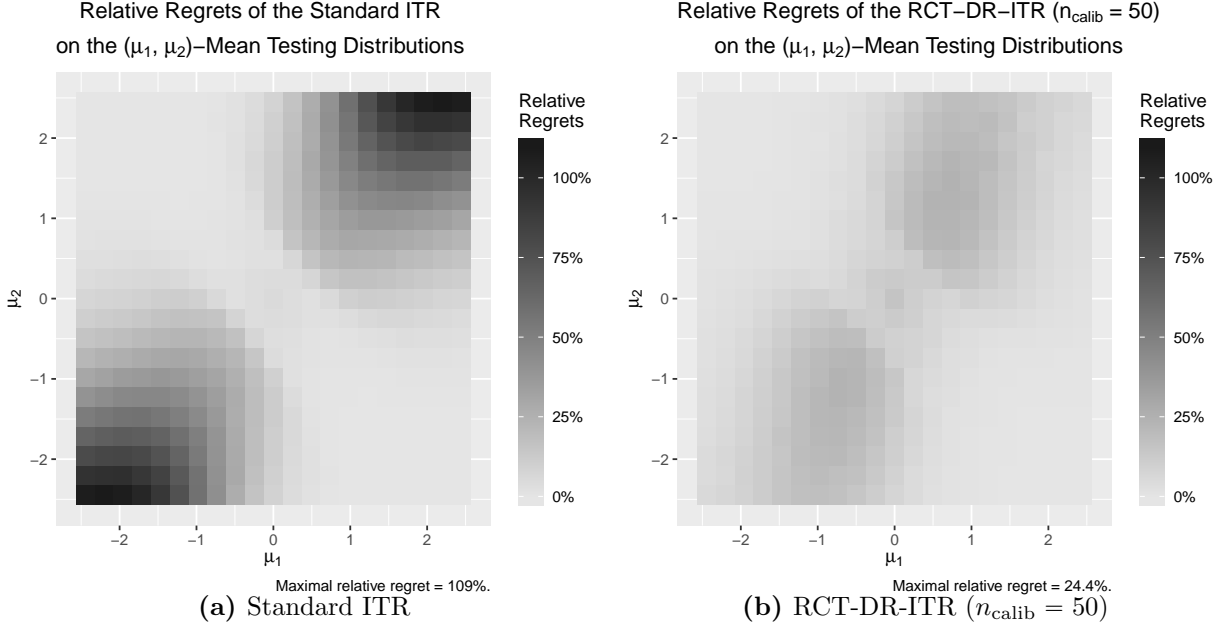 Relative Regrets of the Standard ITR
on the (μ1, μ2)−Mean Testing Distributions
Relative
Regrets
100%
75%
50%
25%
0%
2
1
0
−1
−2
μ2
−2 −1 0 1 2
μ1
Maximal relative regret = 109%.
(a) Standard ITR
Relative Regrets of the RCT−DR−ITR (ncalib = 50)
on the (μ1, μ2)−Mean Testing Distributions
Relative
Regrets
100%
75%
50%
25%
0%
2
1
0
−1
−2
μ2
−2 −1 0 1 2
μ1
Maximal relative regret = 24.4%.
(b) RCT-DR-ITR (ncalib = 50)